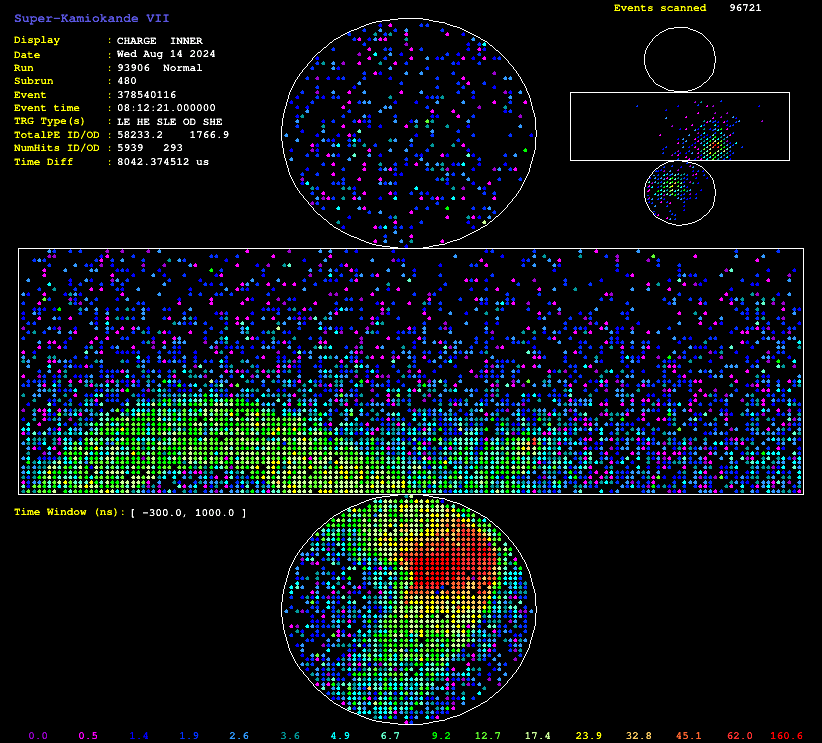 Super-Kamiokande VII
Events scanned 96721
Display : CHARGE INNER
Date : Wed Aug 14 2024
Run : 93906 Normal
Subrun : 480
Event : 378540116
Event time : 08:12:21.000000
TRG Type(s) : LE HE SLE OD SHE
TotalPE ID/OD : 58233.2 1766.9
NumHits ID/OD : 5939 293
Time Diff : 8042.374512 us
Time Window (ns): [ -300.0, 1000.0 ]
0.0 0.5 1.4 1.9 2.6 3.6 4.9 6.7 9.2 12.7 17.4 23.9 32.8 45.1 62.0 160.6